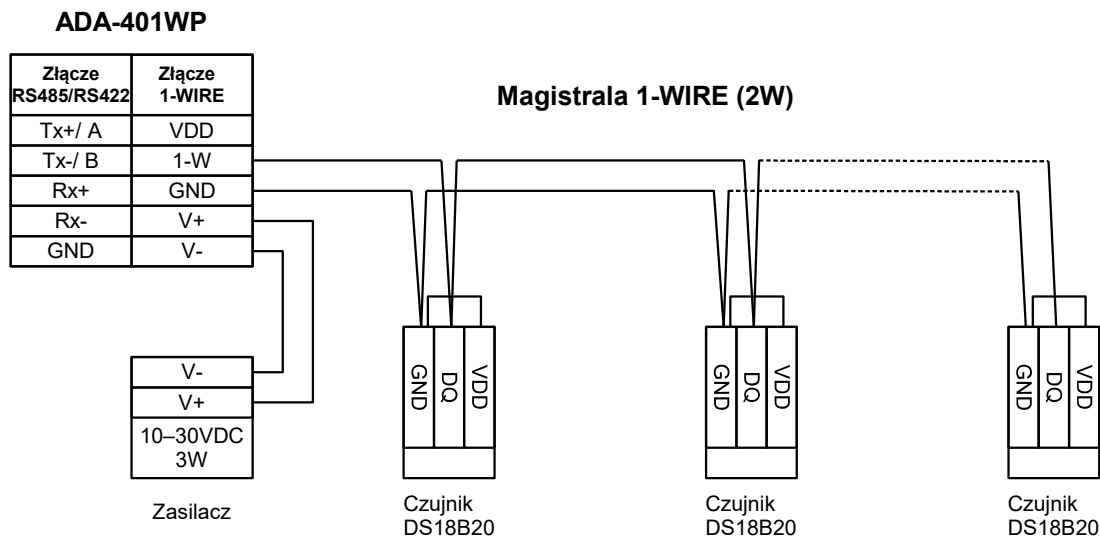 ADA-401WP
Złącze RS485/RS422
Złącze 1-WIRE
Tx+/ A
VDD
Tx-/ B
1-W
Rx+
GND
Rx-
V+
GND
V-
Magistrala 1-WIRE (2W)
V-
V+
10–30VDC
3W
Zasilacz
GND
DQ
VDD
Czujnik
DS18B20
GND
DQ
VDD
Czujnik
DS18B20
GND
DQ
VDD
Czujnik
DS18B20